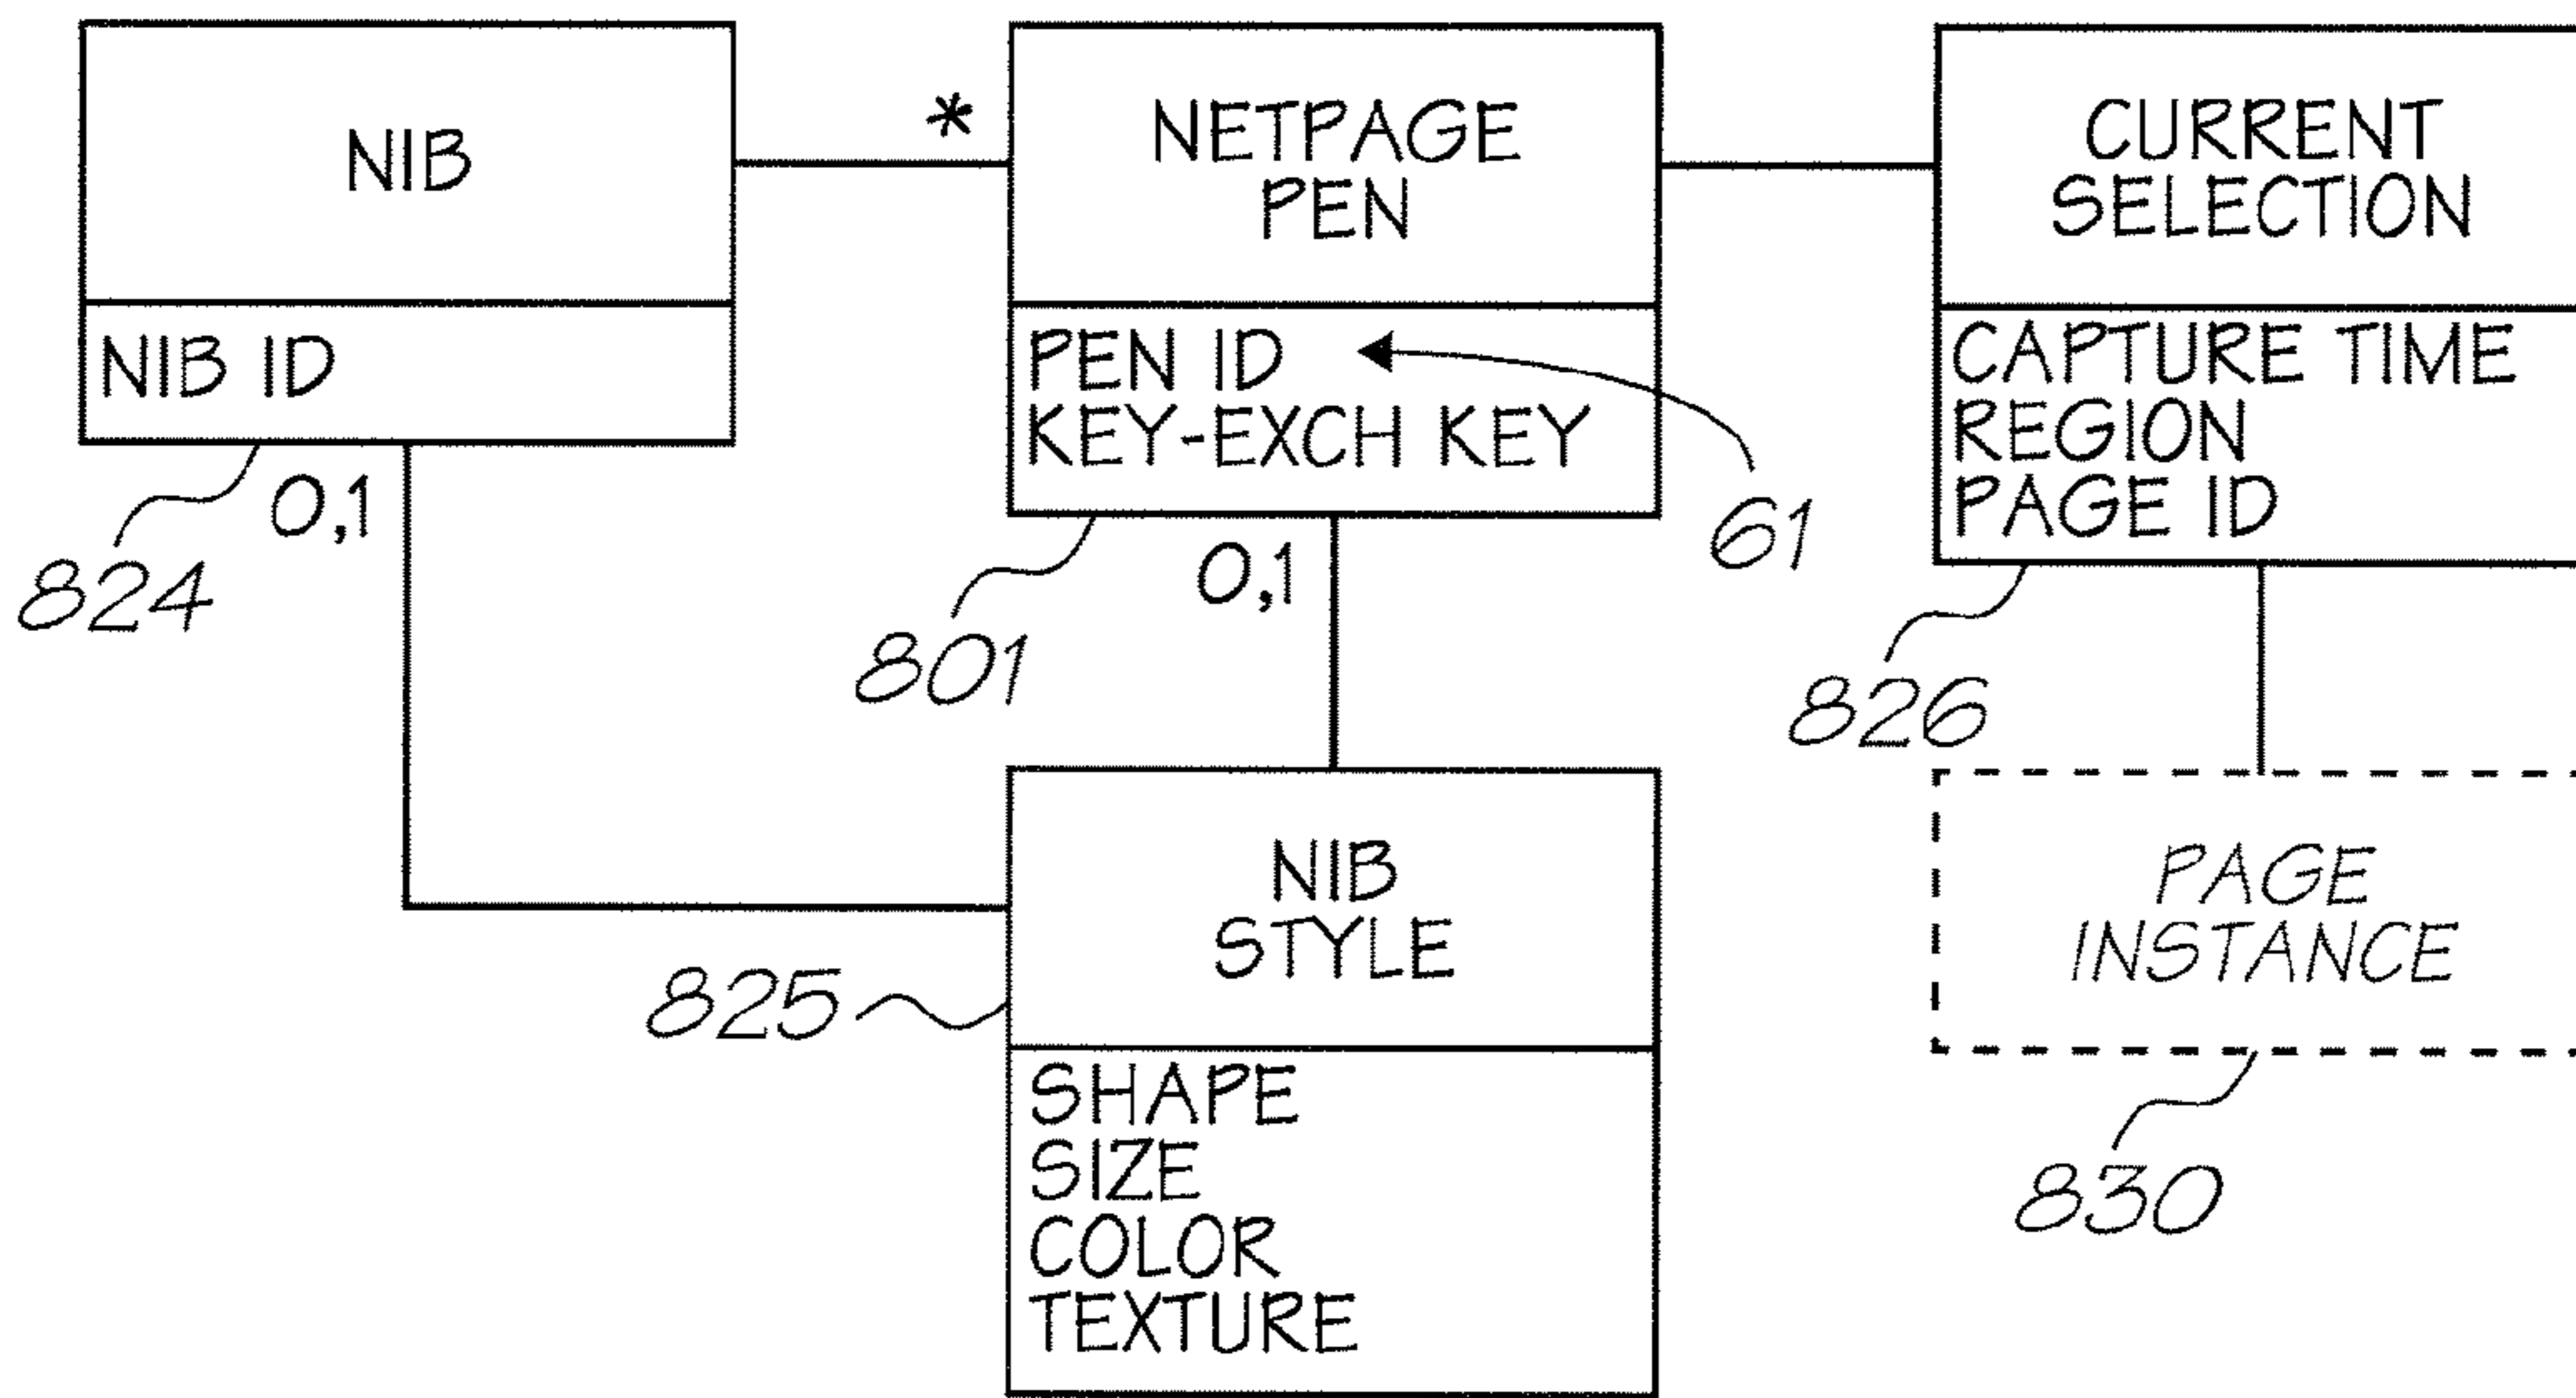 NIB
NIB ID
824
0,1
*
NETPAGE
PEN
PEN ID
KEY-EXCH KEY
61
801
0,1
CURRENT
SELECTION
CAPTURE TIME
REGION
PAGE ID
826
NIB
STYLE
825
SHAPE
SIZE
COLOR
TEXTURE
PAGE
INSTANCE
830